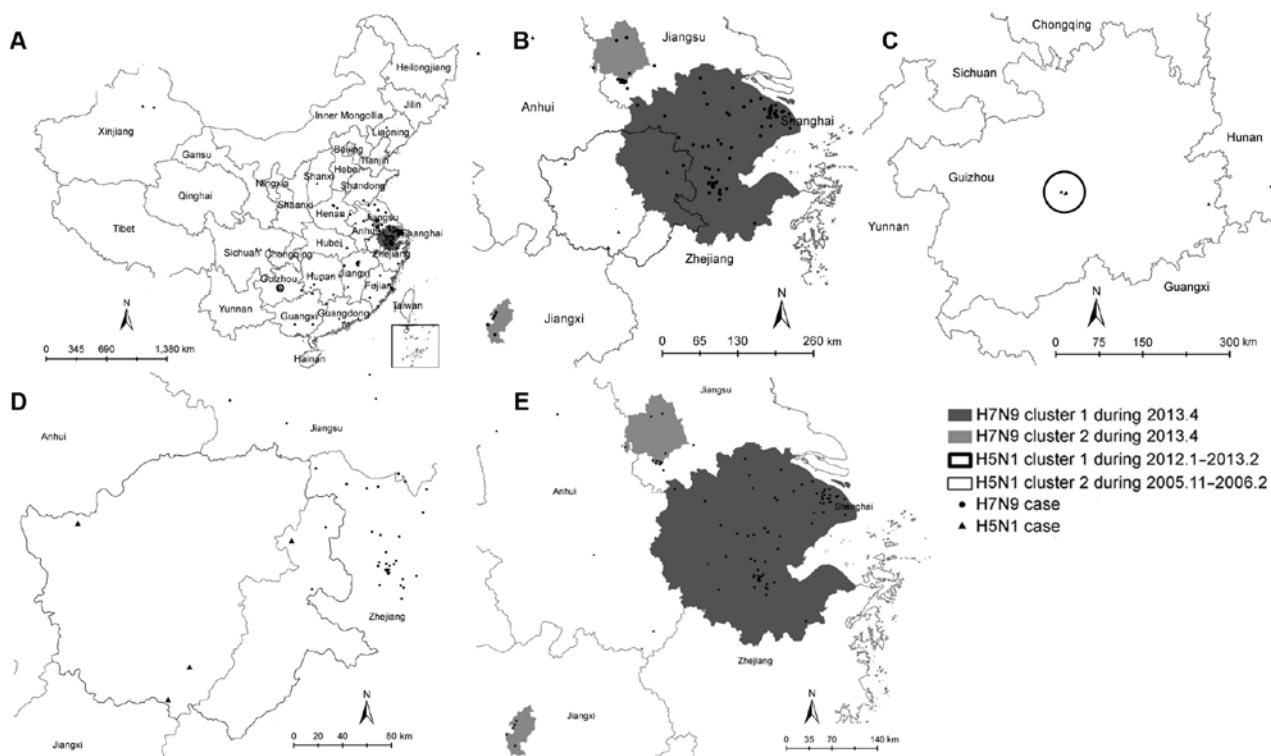 A
Heilongjiang
Jilin
Inner Mongollia
Liaoning
Xinjiang
Beijing
Tianjin
Gansu
Hebei
Ningxia
Shanxi
Shandong
Qinghai
Shaanxi
Henan
Jiangsu
Tibet
Anhui
Shanghai
Hubei
Sichuan
Chongqing
Zhejiang
Guizhou
Hunan
Jiangxi
Fujian
Yunnan
Guangxi
Guangdong
Taiwan
Hainan
N
0 345 690 1,380 km
B
Jiangsu
Anhui
Shanghai
Zhejiang
Jiangxi
N
0 65 130 260 km
C
Chongqing
Sichuan
Hunan
Guizhou
Yunnan
Guangxi
N
0 75 150 300 km
D
Anhui
Jiangsu
Zhejiang
Jiangxi
N
0 20 40 80 km
E
Jiangsu
Anhui
Shanghai
Zhejiang
Jiangxi
N
0 35 70 140 km
H7N9 cluster 1 during 2013.4
H7N9 cluster 2 during 2013.4
H5N1 cluster 1 during 2012.1–2013.2
H5N1 cluster 2 during 2005.11–2006.2
H7N9 case
H5N1 case